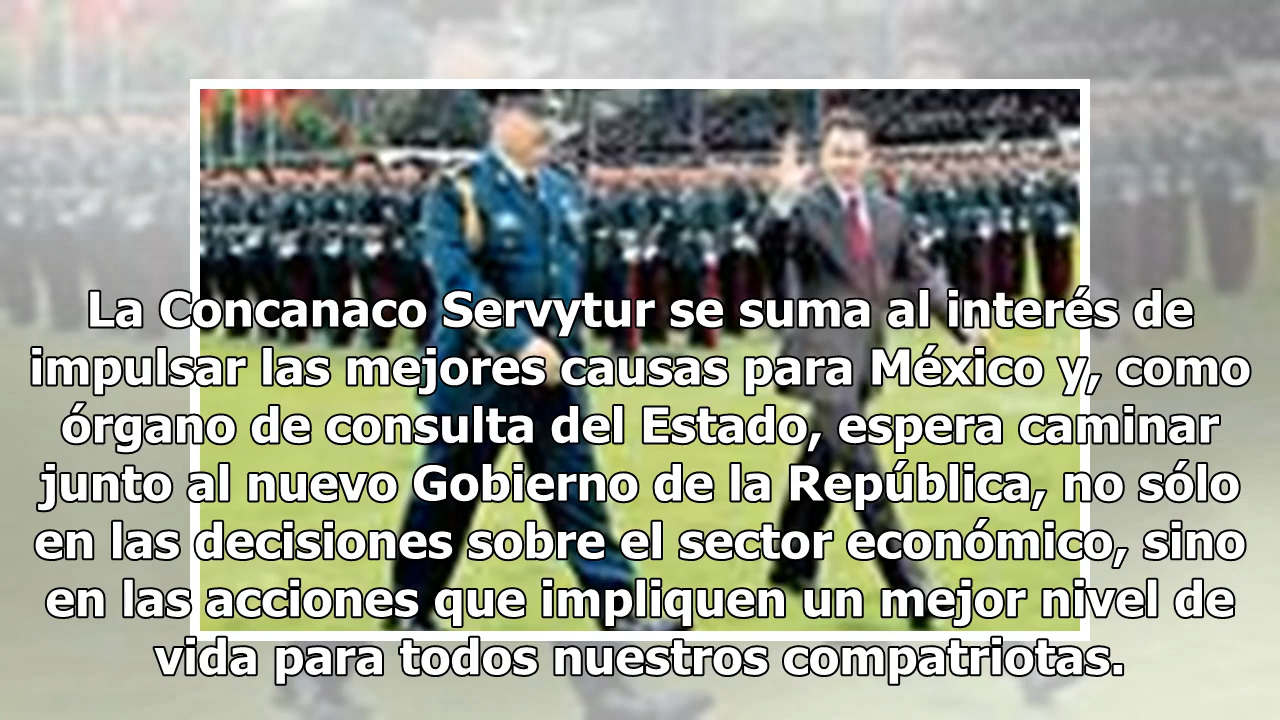 La Concanaco Servytur se suma al interés de
impulsar las mejores causas para México y, como
órgano de consulta del Estado, espera caminar
junto al nuevo Gobierno de la República, no sólo
en las decisiones sobre el sector económico, sino
en las acciones que impliquen un mejor nivel de
vida para todos nuestros compatriotas.